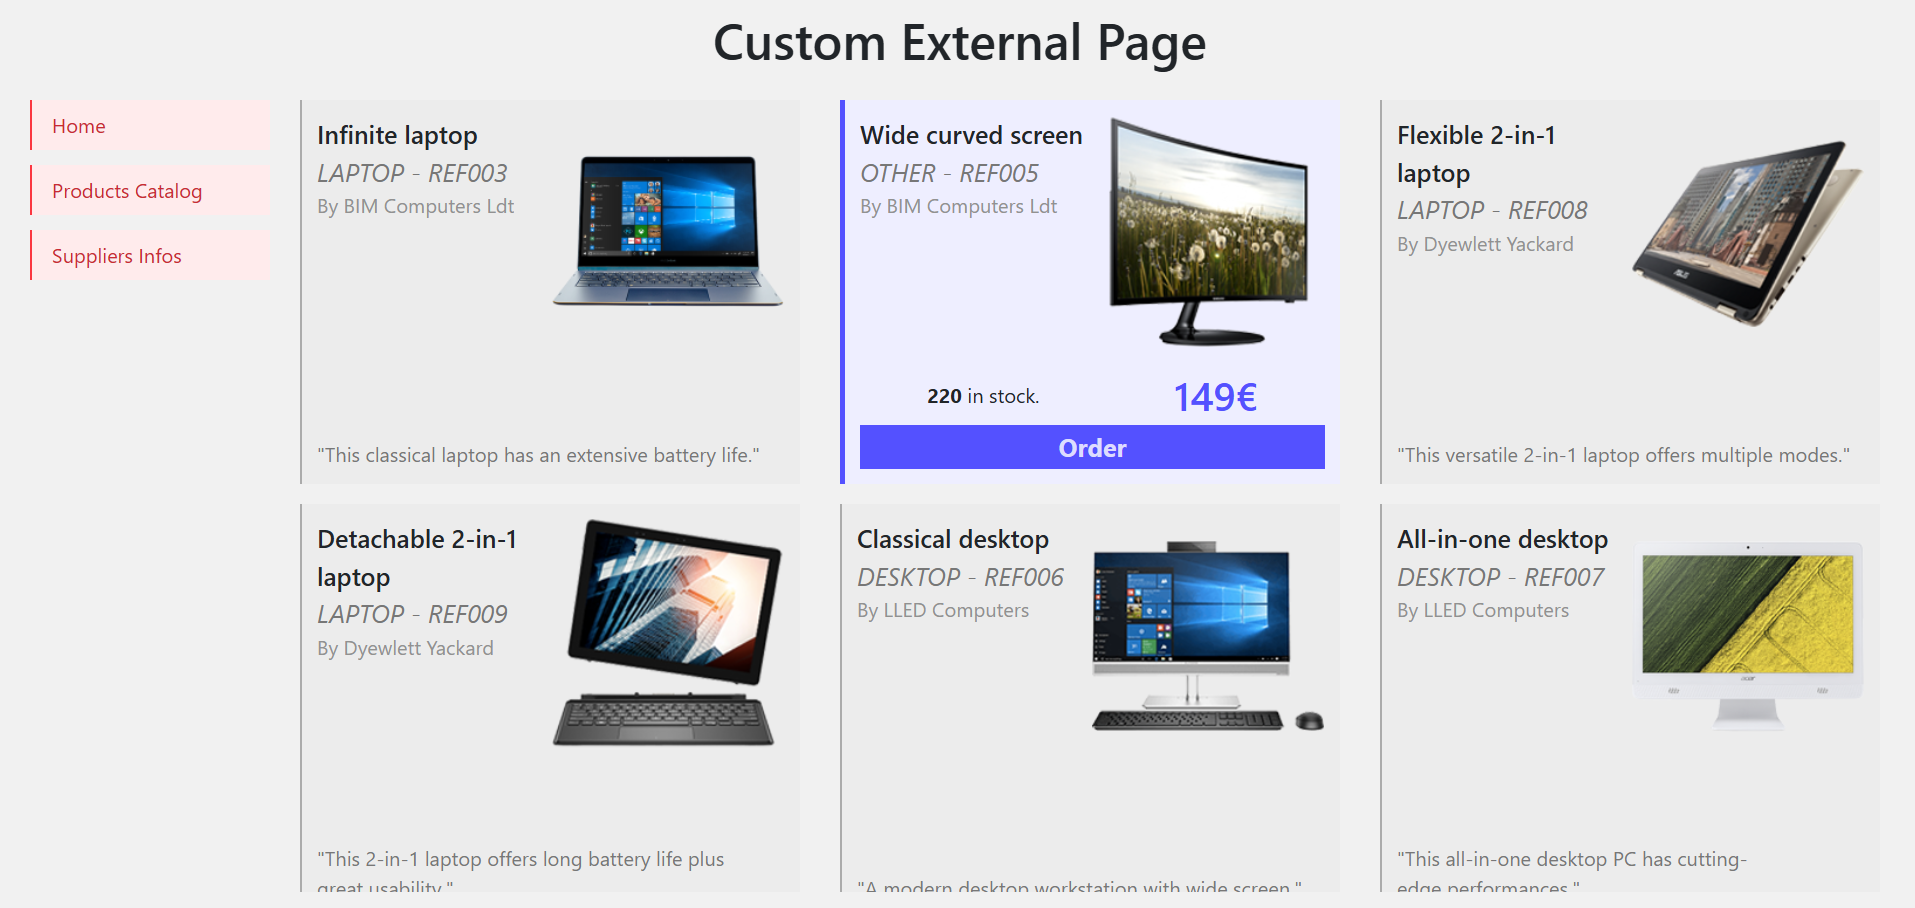 Custom External Page
Home
Products Catalog
Suppliers Infos
Infinite laptop
LAPTOP - REF003
By BIM Computers Ldt
"This classical laptop has an extensive battery life."
Wide curved screen
OTHER - REF005
By BIM Computers Ldt
220 in stock.
149€
Order
Flexible 2-in-1
laptop
LAPTOP - REF008
By Dyewlett Yackard
ASUS
"This versatile 2-in-1 laptop offers multiple modes."
Detachable 2-in-1
laptop
LAPTOP - REF009
By Dyewlett Yackard
"This 2-in-1 laptop offers long battery life plus
great usability."
Classical desktop
DESKTOP - REF006
By LLED Computers
"A modern desktop workstation with wide screen."
All-in-one desktop
DESKTOP - REF007
By LLED Computers
acer
"This all-in-one desktop PC has cutting-
edge performances."